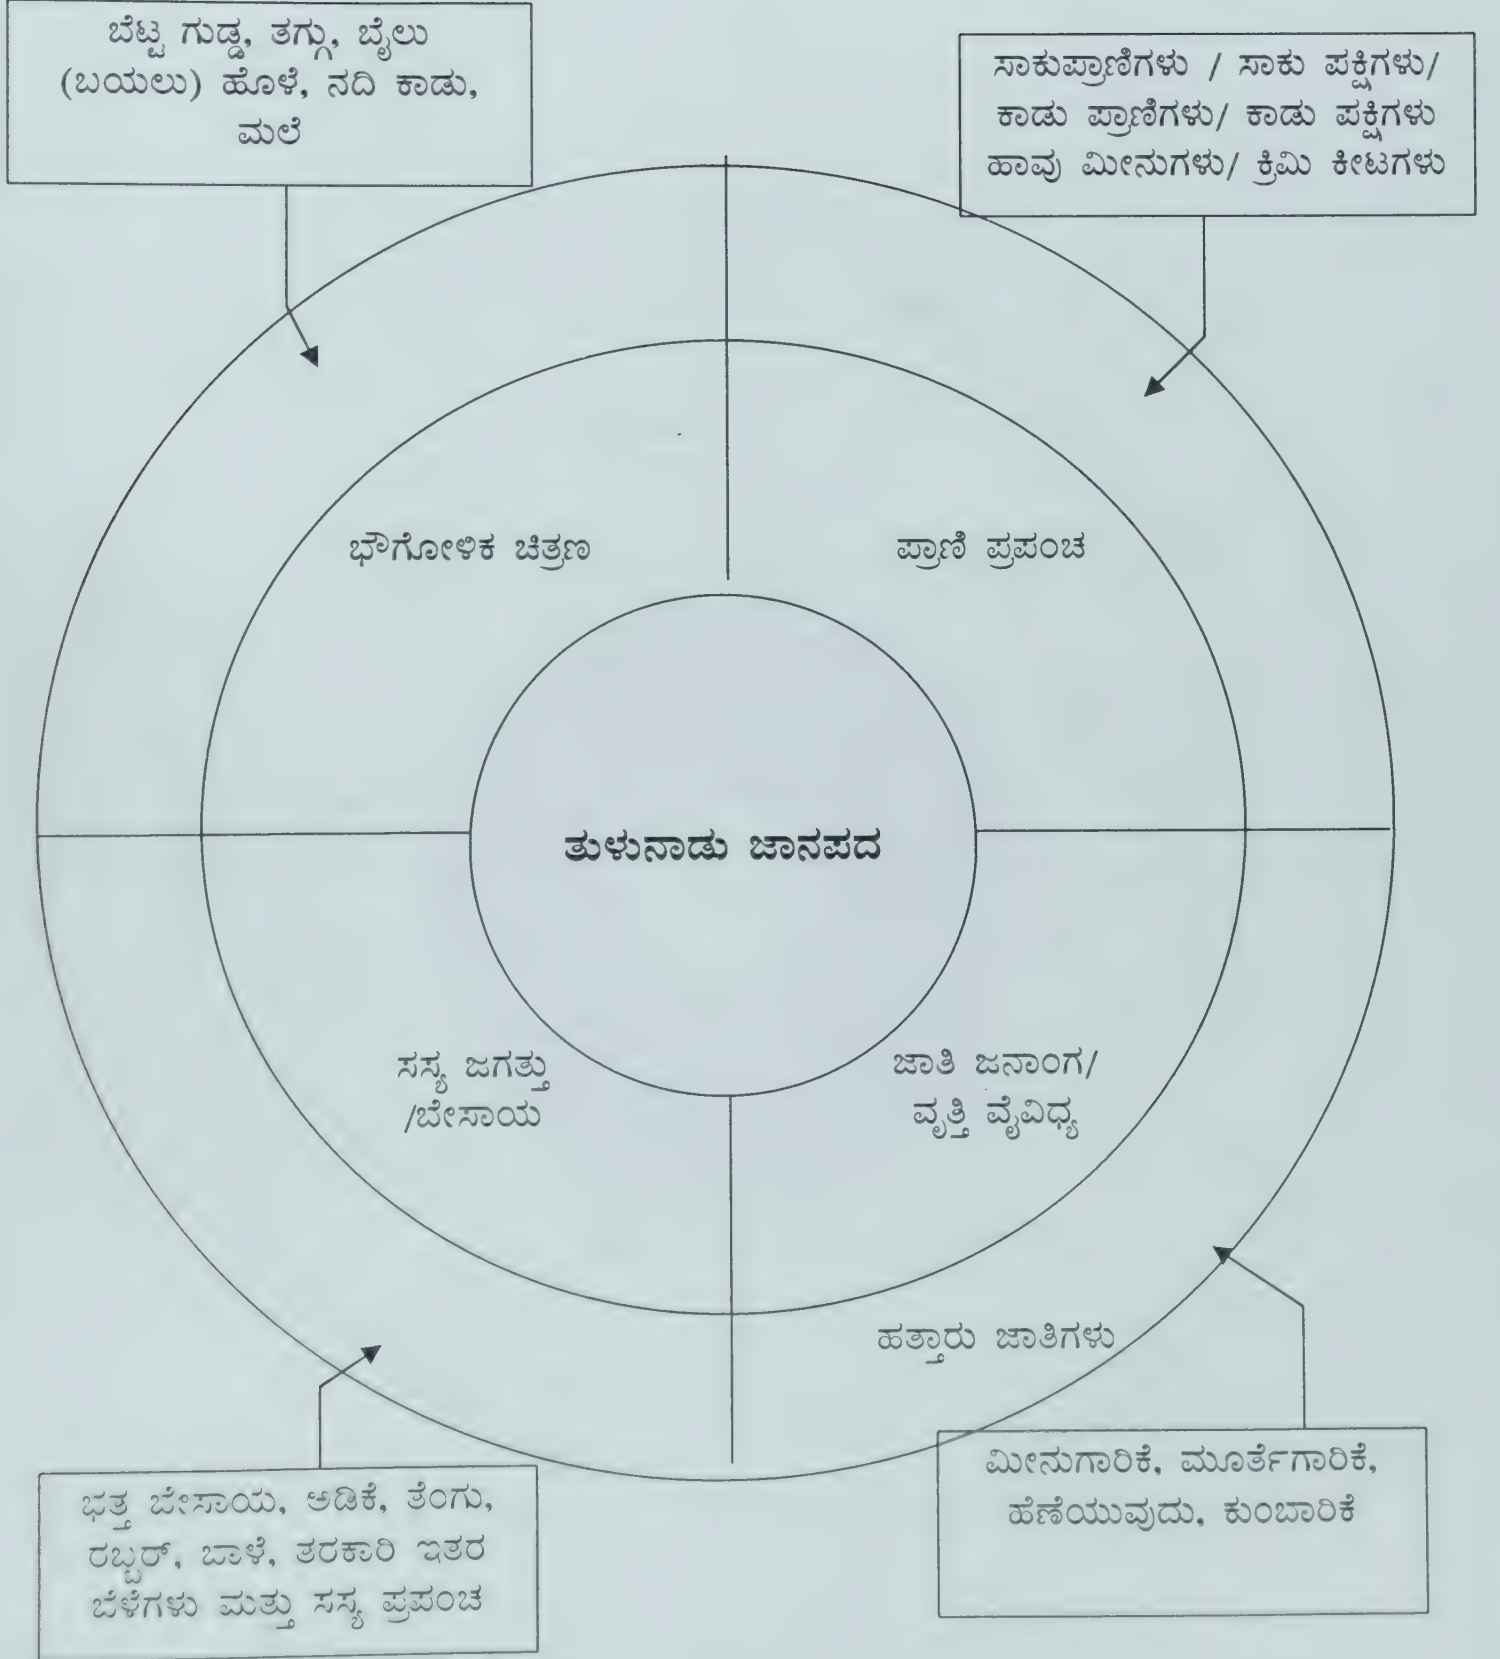 ಬೆಟ್ಟ ಗುಡ್ಡ, ತಗ್ಗು, ಬೈಲು
(ಬಯಲು) ಹೊಳೆ, ನದಿ ಕಾಡು,
ಮಲೆ
ಸಾಕುಪ್ರಾಣಿಗಳು / ಸಾಕು ಪಕ್ಷಿಗಳು/
ಕಾಡು ಪ್ರಾಣಿಗಳು/ ಕಾಡು ಪಕ್ಷಿಗಳು
ಹಾವು ಮೀನುಗಳು/ ಕ್ರಿಮಿ ಕೀಟಗಳು
ಭೌಗೋಳಿಕ ಚಿತ್ರಣ
ಪ್ರಾಣಿ ಪ್ರಪಂಚ
ತುಳುನಾಡು ಜಾನಪದ
ಸಸ್ಯ ಜಗತ್ತು
/ಬೇಸಾಯ
ಜಾತಿ ಜನಾಂಗ/
ವೃತ್ತಿ ವೈವಿಧ್ಯ
ಹತ್ತಾರು ಜಾತಿಗಳು
ಭತ್ತ ಬೇಸಾಯ, ಅಡಿಕೆ, ತೆಂಗು,
ರಬ್ಬರ್, ಬಾಳೆ, ತರಕಾರಿ ಇತರ
ಬೆಳೆಗಳು ಮತ್ತು ಸಸ್ಯ ಪ್ರಪಂಚ
ಮೀನುಗಾರಿಕೆ, ಮೂರ್ತೆಗಾರಿಕೆ,
ಹೆಣೆಯುವುದು, ಕುಂಬಾರಿಕೆ